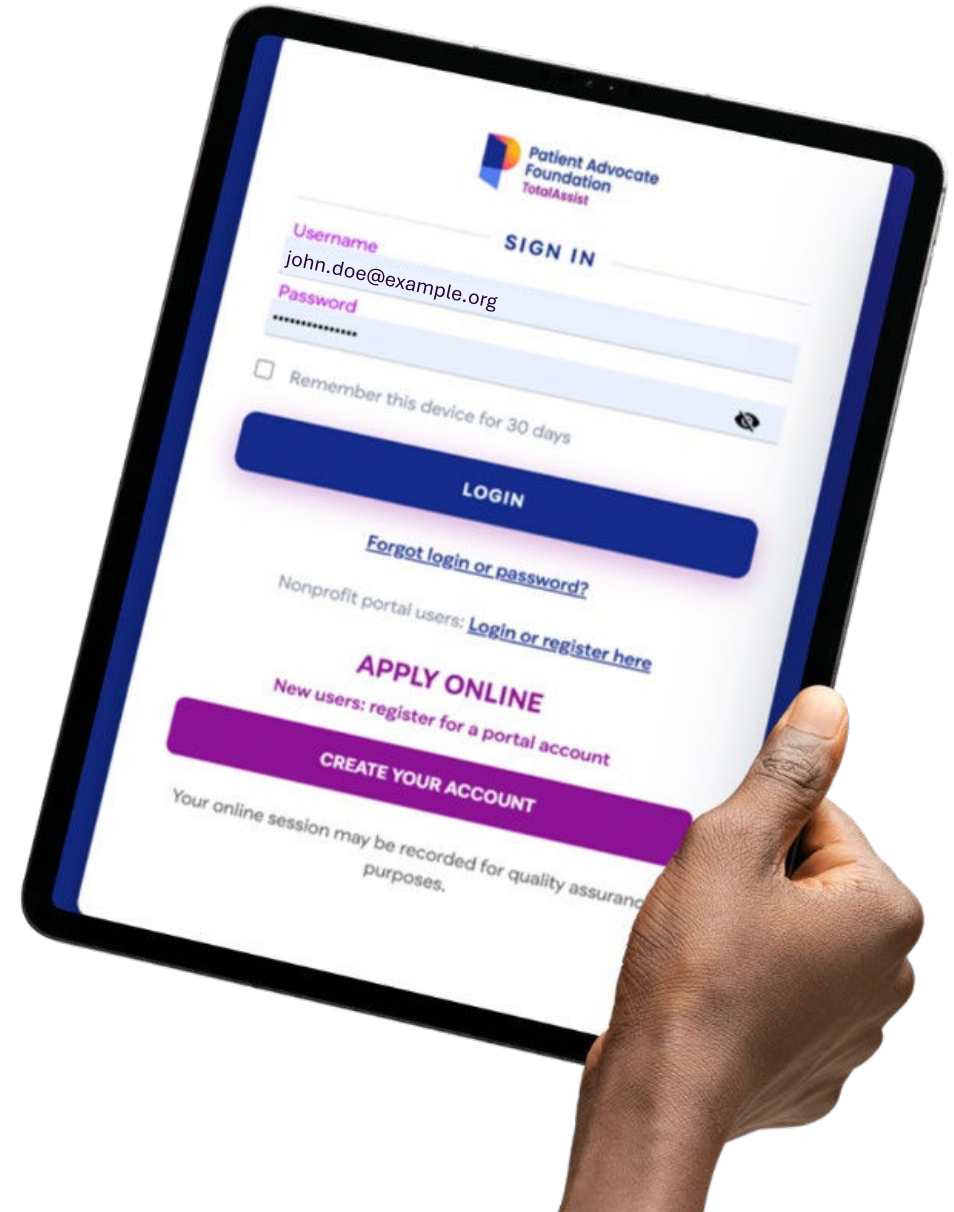 Patient Advocate
Foundation
TotalAssist
SIGN IN
Username
john.doe@example.org
Password
•••••••••••••••
Remember this device for 30 days
LOGIN
Forgot login or password?
Nonprofit portal users: Login or register here
APPLY ONLINE
New users: register for a portal account
CREATE YOUR ACCOUNT
Your online session may be recorded for quality assuranc
purposes.